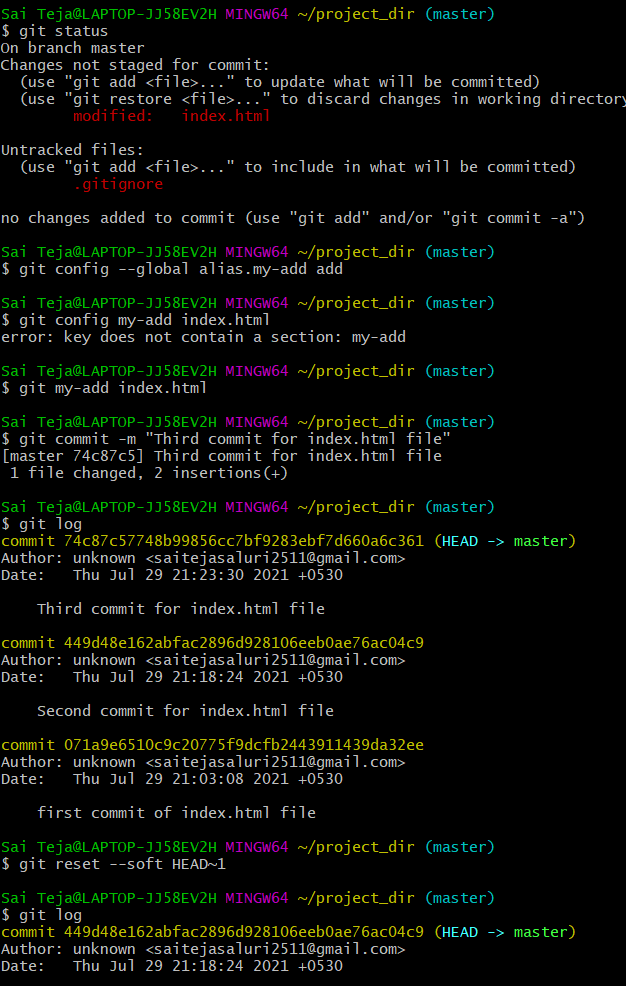 Sai Teja@LAPTOP-JJ58EV2H MINGW64 ~/project_dir (master)
$ git status
On branch master
Changes not staged for commit:
  (use "git add <file>..." to update what will be committed)
  (use "git restore <file>..." to discard changes in working directory
        modified:   index.html

Untracked files:
  (use "git add <file>..." to include in what will be committed)
        .gitignore

no changes added to commit (use "git add" and/or "git commit -a")

Sai Teja@LAPTOP-JJ58EV2H MINGW64 ~/project_dir (master)
$ git config --global alias.my-add add

Sai Teja@LAPTOP-JJ58EV2H MINGW64 ~/project_dir (master)
$ git config my-add index.html
error: key does not contain a section: my-add

Sai Teja@LAPTOP-JJ58EV2H MINGW64 ~/project_dir (master)
$ git my-add index.html

Sai Teja@LAPTOP-JJ58EV2H MINGW64 ~/project_dir (master)
$ git commit -m "Third commit for index.html file"
[master 74c87c5] Third commit for index.html file
 1 file changed, 2 insertions(+)

Sai Teja@LAPTOP-JJ58EV2H MINGW64 ~/project_dir (master)
$ git log
commit 74c87c57748b99856cc7bf9283ebf7d660a6c361 (HEAD -> master)
Author: unknown <saitejasaluri2511@gmail.com>
Date:   Thu Jul 29 21:23:30 2021 +0530

    Third commit for index.html file

commit 449d48e162abfac2896d928106eeb0ae76ac04c9
Author: unknown <saitejasaluri2511@gmail.com>
Date:   Thu Jul 29 21:18:24 2021 +0530

    Second commit for index.html file

commit 071a9e6510c9c20775f9dcfb2443911439da32ee
Author: unknown <saitejasaluri2511@gmail.com>
Date:   Thu Jul 29 21:03:08 2021 +0530

    first commit of index.html file

Sai Teja@LAPTOP-JJ58EV2H MINGW64 ~/project_dir (master)
$ git reset --soft HEAD~1

Sai Teja@LAPTOP-JJ58EV2H MINGW64 ~/project_dir (master)
$ git log
commit 449d48e162abfac2896d928106eeb0ae76ac04c9 (HEAD -> master)
Author: unknown <saitejasaluri2511@gmail.com>
Date:   Thu Jul 29 21:18:24 2021 +0530